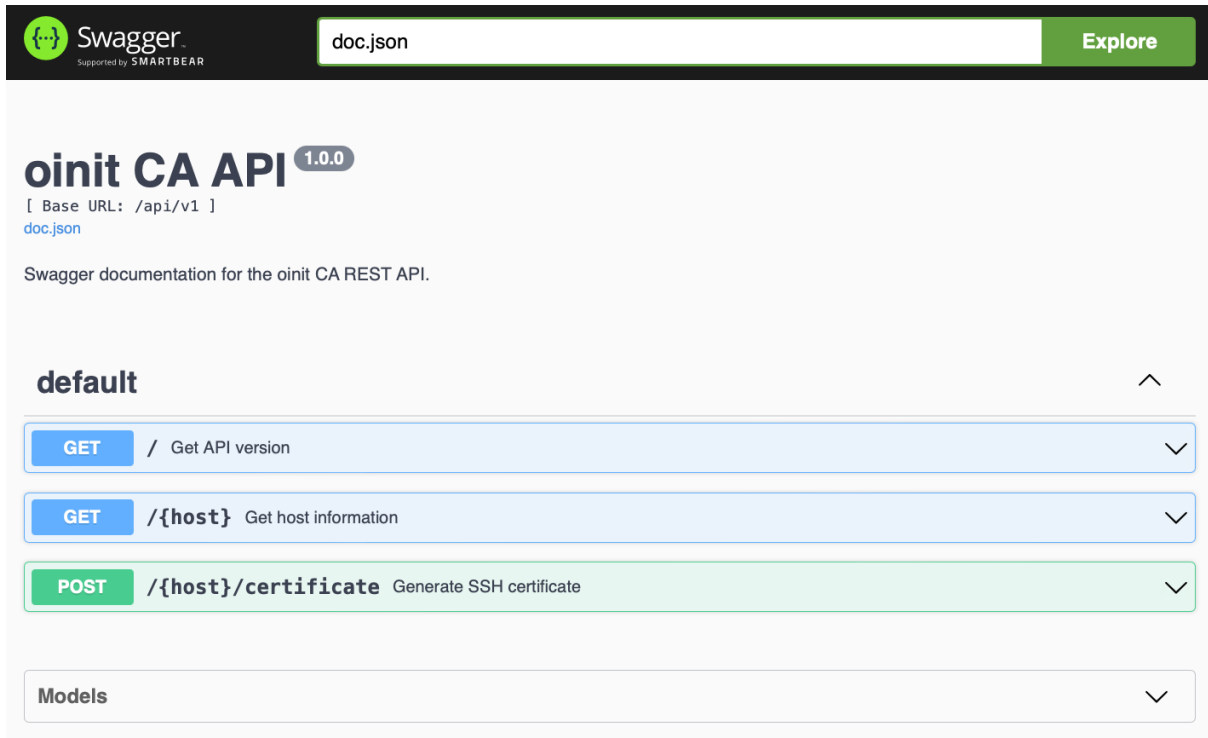 {...} Swagger
Supported by SMARTBEAR
doc.json
Explore
oinit CA API 1.0.0
[ Base URL: /api/v1 ]
doc.json
Swagger documentation for the oinit CA REST API.
default
GET / Get API version
GET /{host} Get host information
POST /{host}/certificate Generate SSH certificate
Models